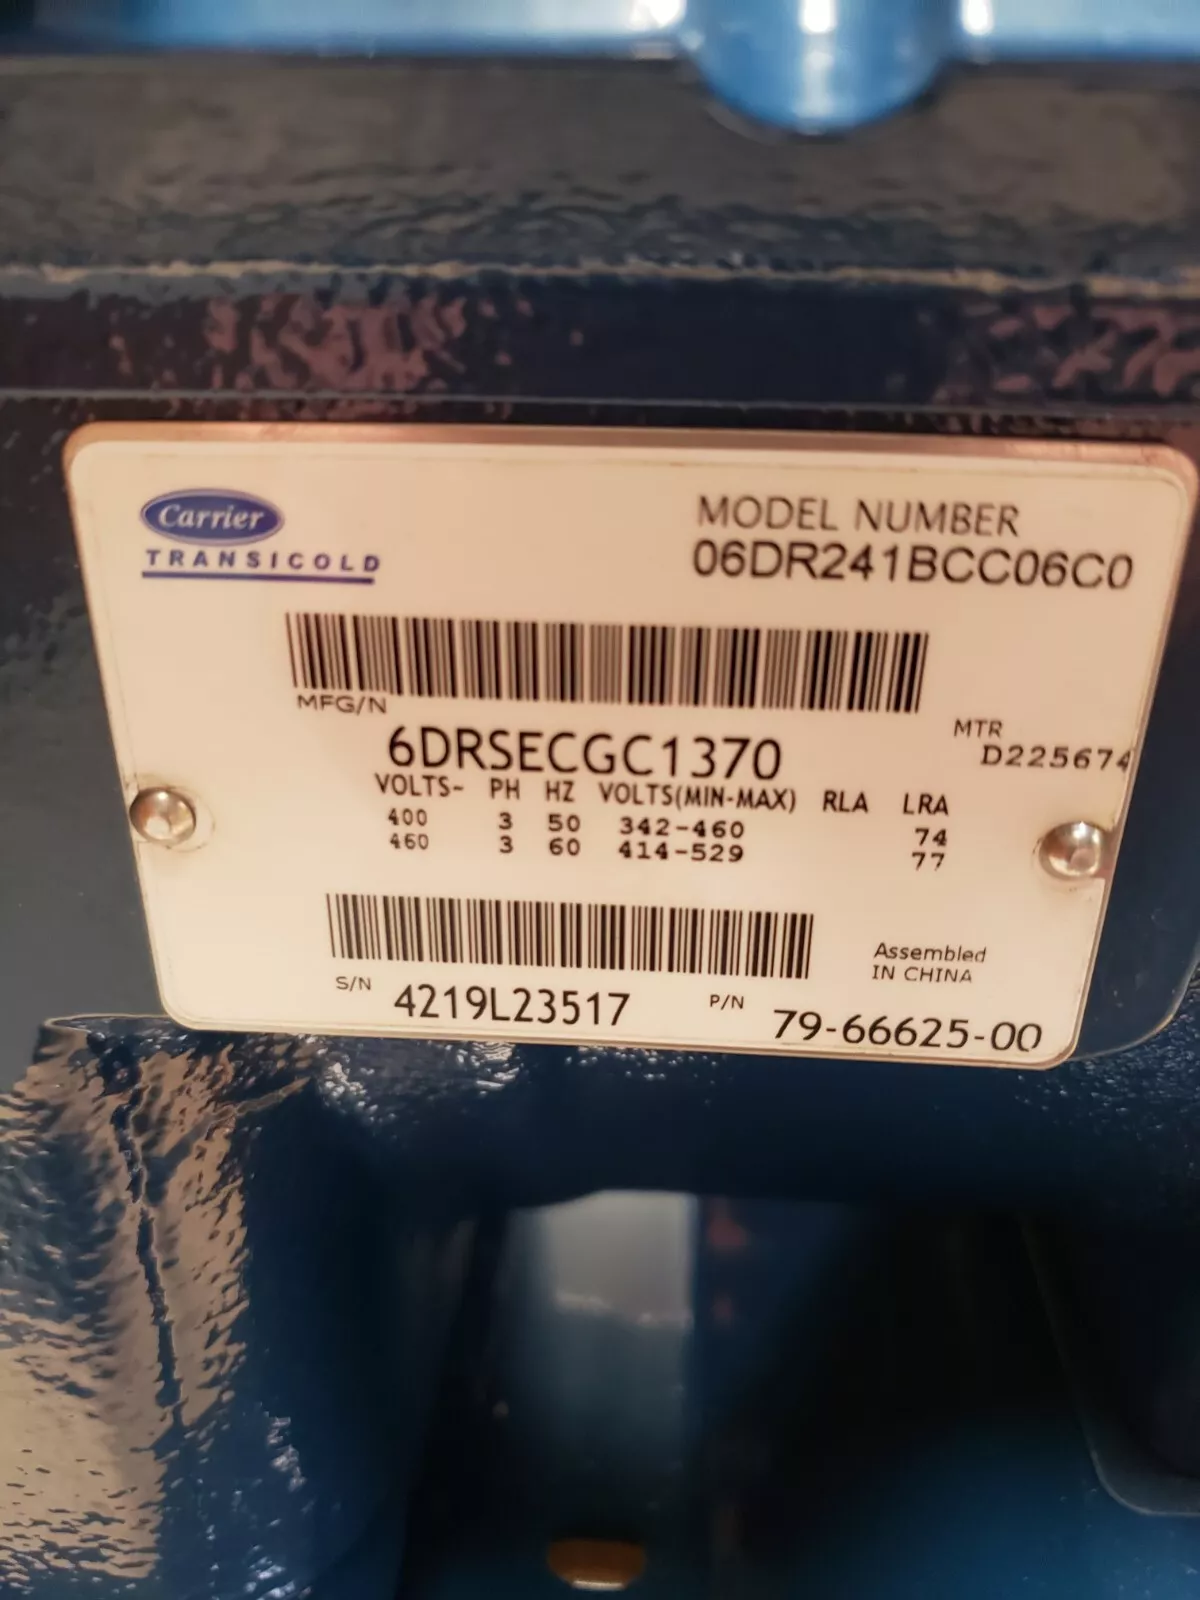 Carrier
TRANSICOLD
MODEL NUMBER
06DR241BCC06C0
MFG/N
6DRSECGC1370
MTR
D225674
VOLTS~ PH HZ VOLTS(MIN-MAX) RLA LRA
400 3 50 342-460 74
460 3 60 414-529 77
Assembled
IN CHINA
S/N 4219L23517 P/N 79-66625-00